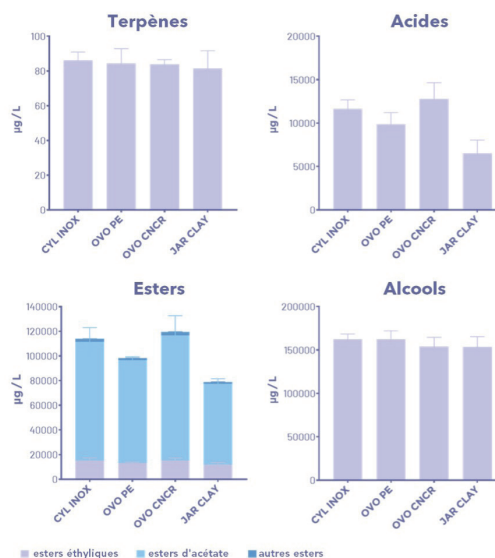 Terpènes
µg / L
100
80
60
40
20
0
CYL INOX
OVO PE
OVO CNCR
JAR CLAY
Acides
µg / L
20000
15000
10000
5000
0
CYL INOX
OVO PE
OVO CNCR
JAR CLAY
Esters
µg / L
140000
120000
100000
80000
60000
40000
20000
0
CYL INOX
OVO PE
OVO CNCR
JAR CLAY
Alcools
µg / L
200000
150000
100000
50000
0
CYL INOX
OVO PE
OVO CNCR
JAR CLAY
esters éthyliques
esters d'acétate
autres esters